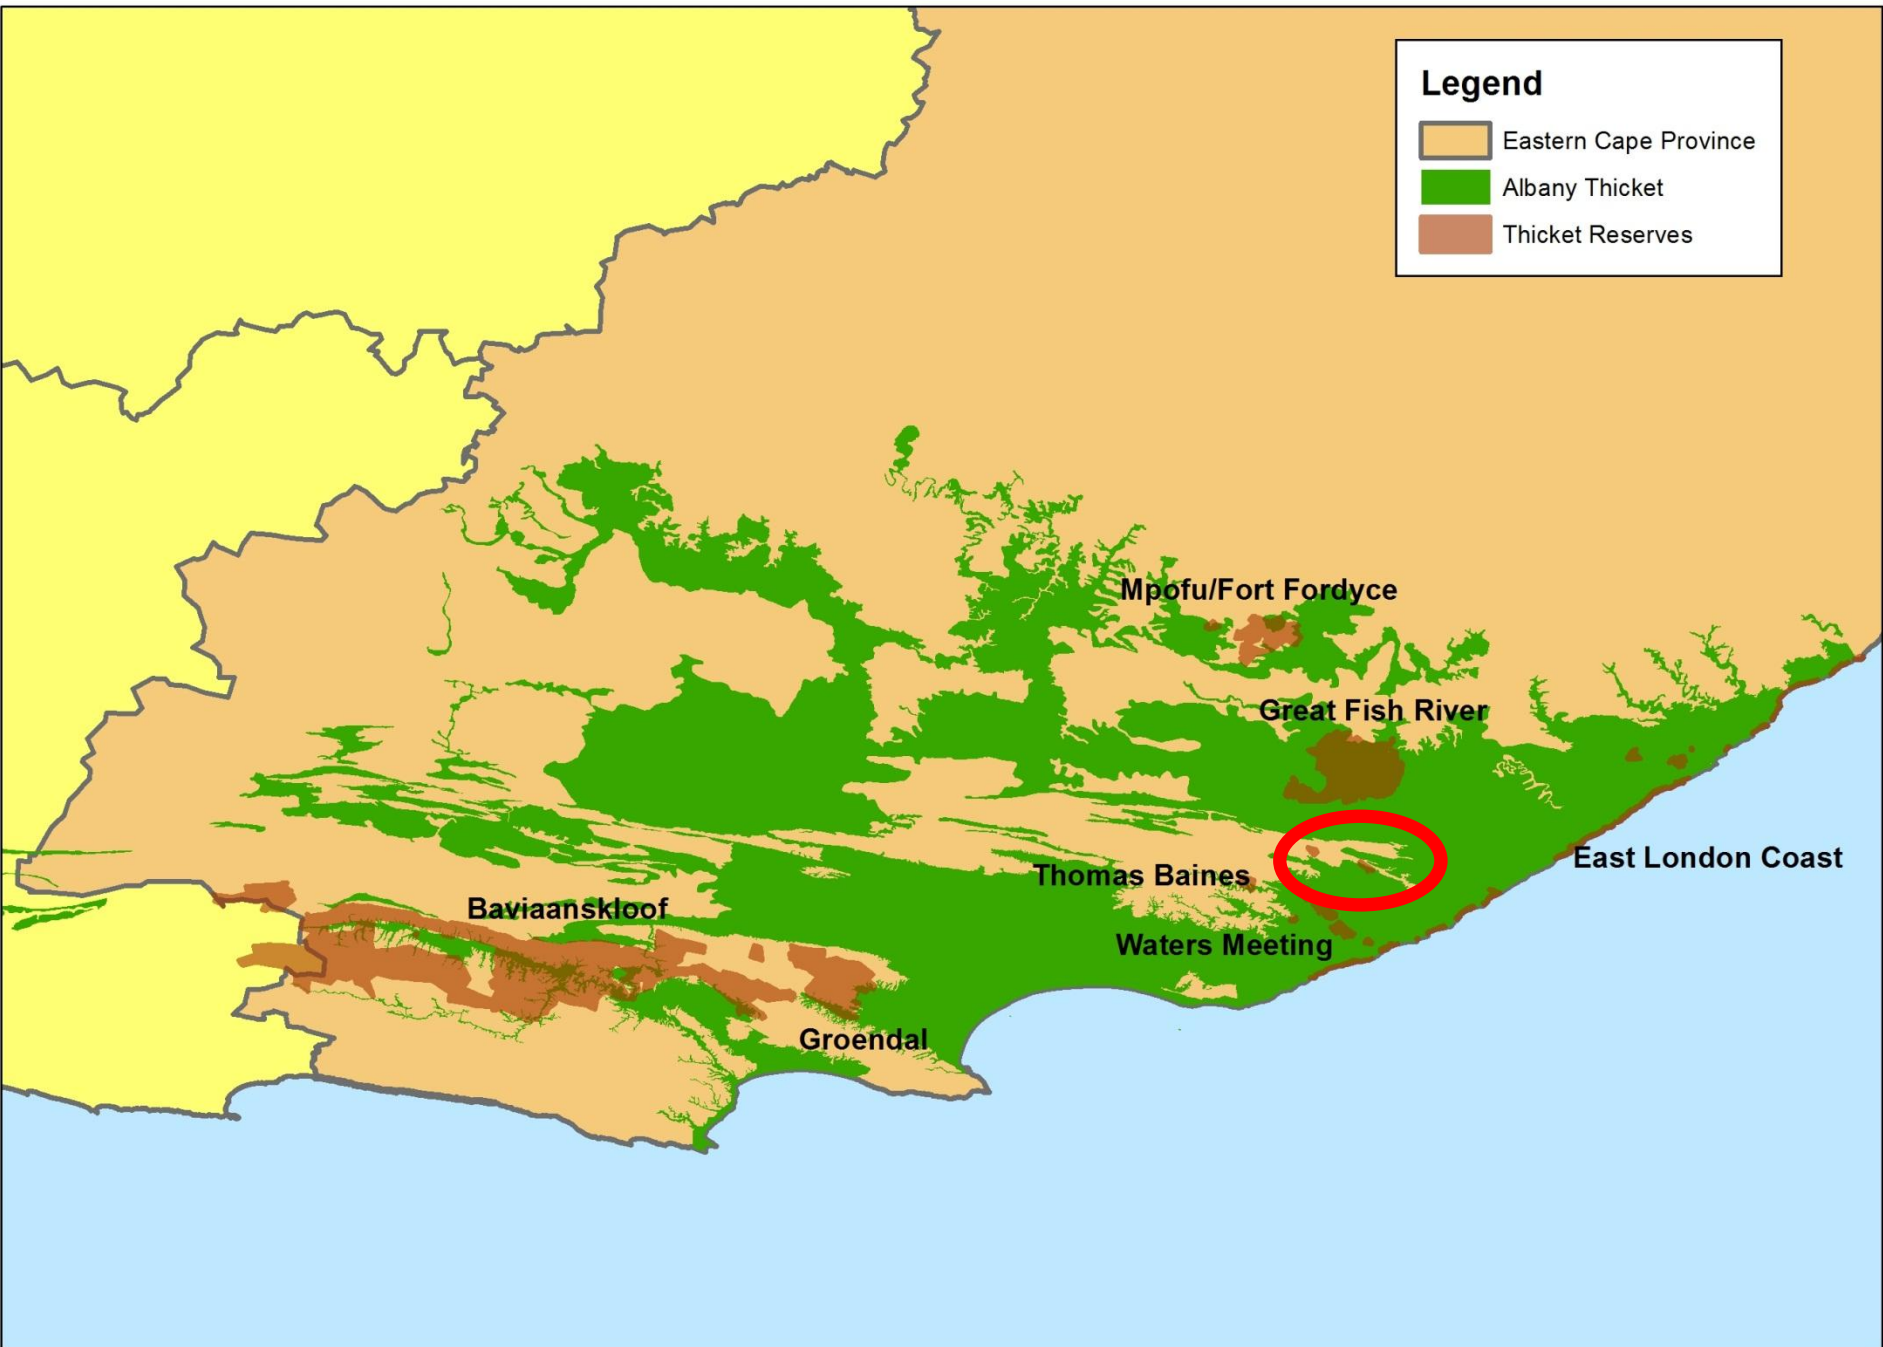 Legend
Eastern Cape Province
Albany Thicket
Thicket Reserves
Mpofu/Fort Fordyce
Great Fish River
East London Coast
Thomas Baines
Baviaanskloof
Waters Meeting
Groendal